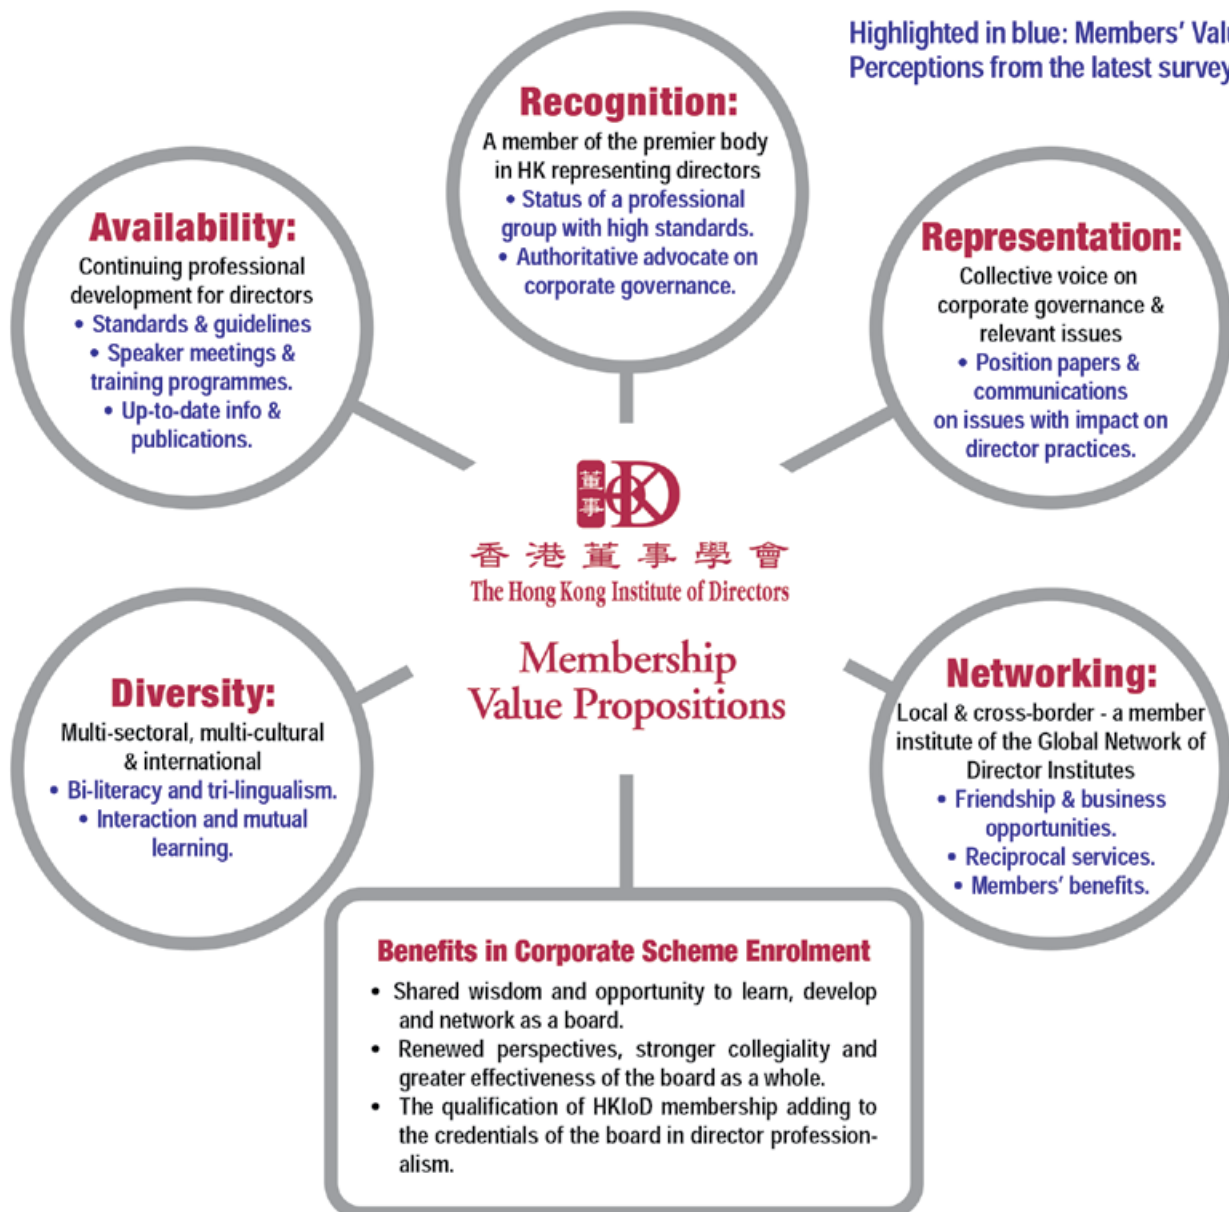 Highlighted in blue: Members' Valu
Perceptions from the latest survey
Recognition:
A member of the premier body
in HK representing directors
• Status of a professional
group with high standards.
• Authoritative advocate on
corporate governance.
Availability:
Continuing professional
development for directors
• Standards & guidelines
• Speaker meetings &
training programmes.
• Up-to-date info &
publications.
Representation:
Collective voice on
corporate governance &
relevant issues
• Position papers &
communications
on issues with impact on
director practices.
董事
香港董事學會
The Hong Kong Institute of Directors
Membership
Value Propositions
Diversity:
Multi-sectoral, multi-cultural
& international
• Bi-literacy and tri-lingualism.
• Interaction and mutual
learning.
Networking:
Local & cross-border - a member
institute of the Global Network of
Director Institutes
• Friendship & business
opportunities.
• Reciprocal services.
• Members' benefits.
Benefits in Corporate Scheme Enrolment
• Shared wisdom and opportunity to learn, develop
and network as a board.
• Renewed perspectives, stronger collegiality and
greater effectiveness of the board as a whole.
• The qualification of HKIoD membership adding to
the credentials of the board in director profession-
alism.